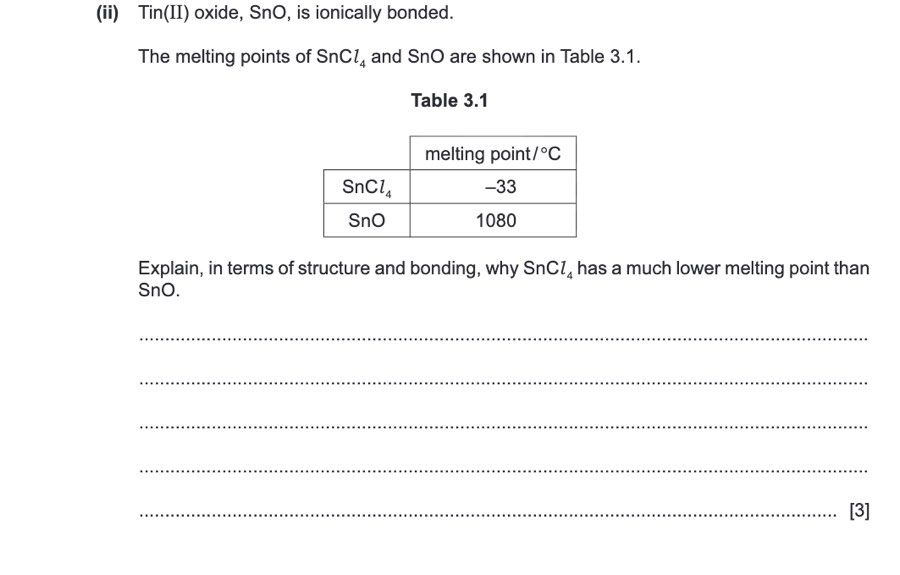 (ii) Tin(II) oxide, SnO, is ionically bonded.
The melting points of SnCl₄ and SnO are shown in Table 3.1.
Table 3.1
melting point/°C
SnCl₄ –33
SnO 1080
Explain, in terms of structure and bonding, why SnCl₄ has a much lower melting point than
SnO.
[3]